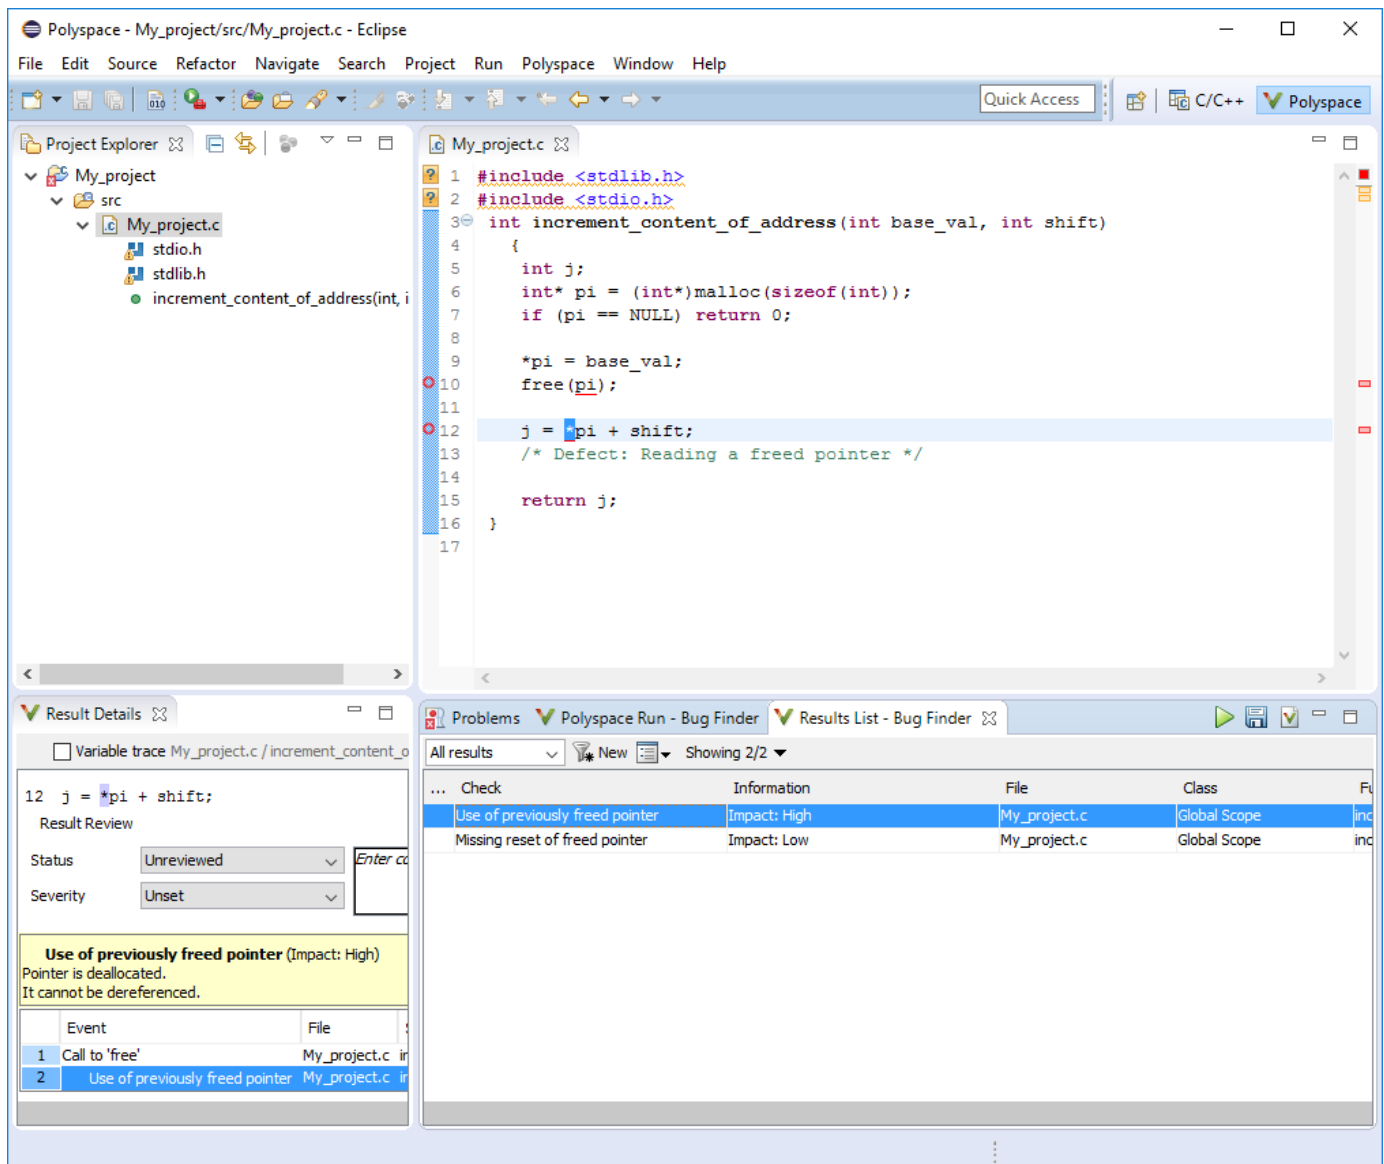 Polyspace - My_project/src/My_project.c - Eclipse
File Edit Source Refactor Navigate Search Project Run Polyspace Window Help
010 Quick Access C/C++ Polyspace
Project Explorer
My_project
src
My_project.c
stdio.h
stdlib.h
increment_content_of_address(int, i
My_project.c
1 #include <stdlib.h>
2 #include <stdio.h>
3 int increment_content_of_address(int base_val, int shift)
4 {
5 int j;
6 int* pi = (int*)malloc(sizeof(int));
7 if (pi == NULL) return 0;
8
9 *pi = base_val;
10 free(pi);
11
12 j = *pi + shift;
13 /* Defect: Reading a freed pointer */
14
15 return j;
16 }
17
Result Details
Variable trace My_project.c / increment_content_o
12 j = *pi + shift;
Result Review
Status Unreviewed Enter co
Severity Unset
Use of previously freed pointer (Impact: High)
Pointer is deallocated.
It cannot be dereferenced.
Event File
1 Call to 'free' My_project.c in
2 Use of previously freed pointer My_project.c in
Problems Polyspace Run - Bug Finder Results List - Bug Finder
All results New Showing 2/2
... Check Information File Class Fu
Use of previously freed pointer Impact: High My_project.c Global Scope inc
Missing reset of freed pointer Impact: Low My_project.c Global Scope inc